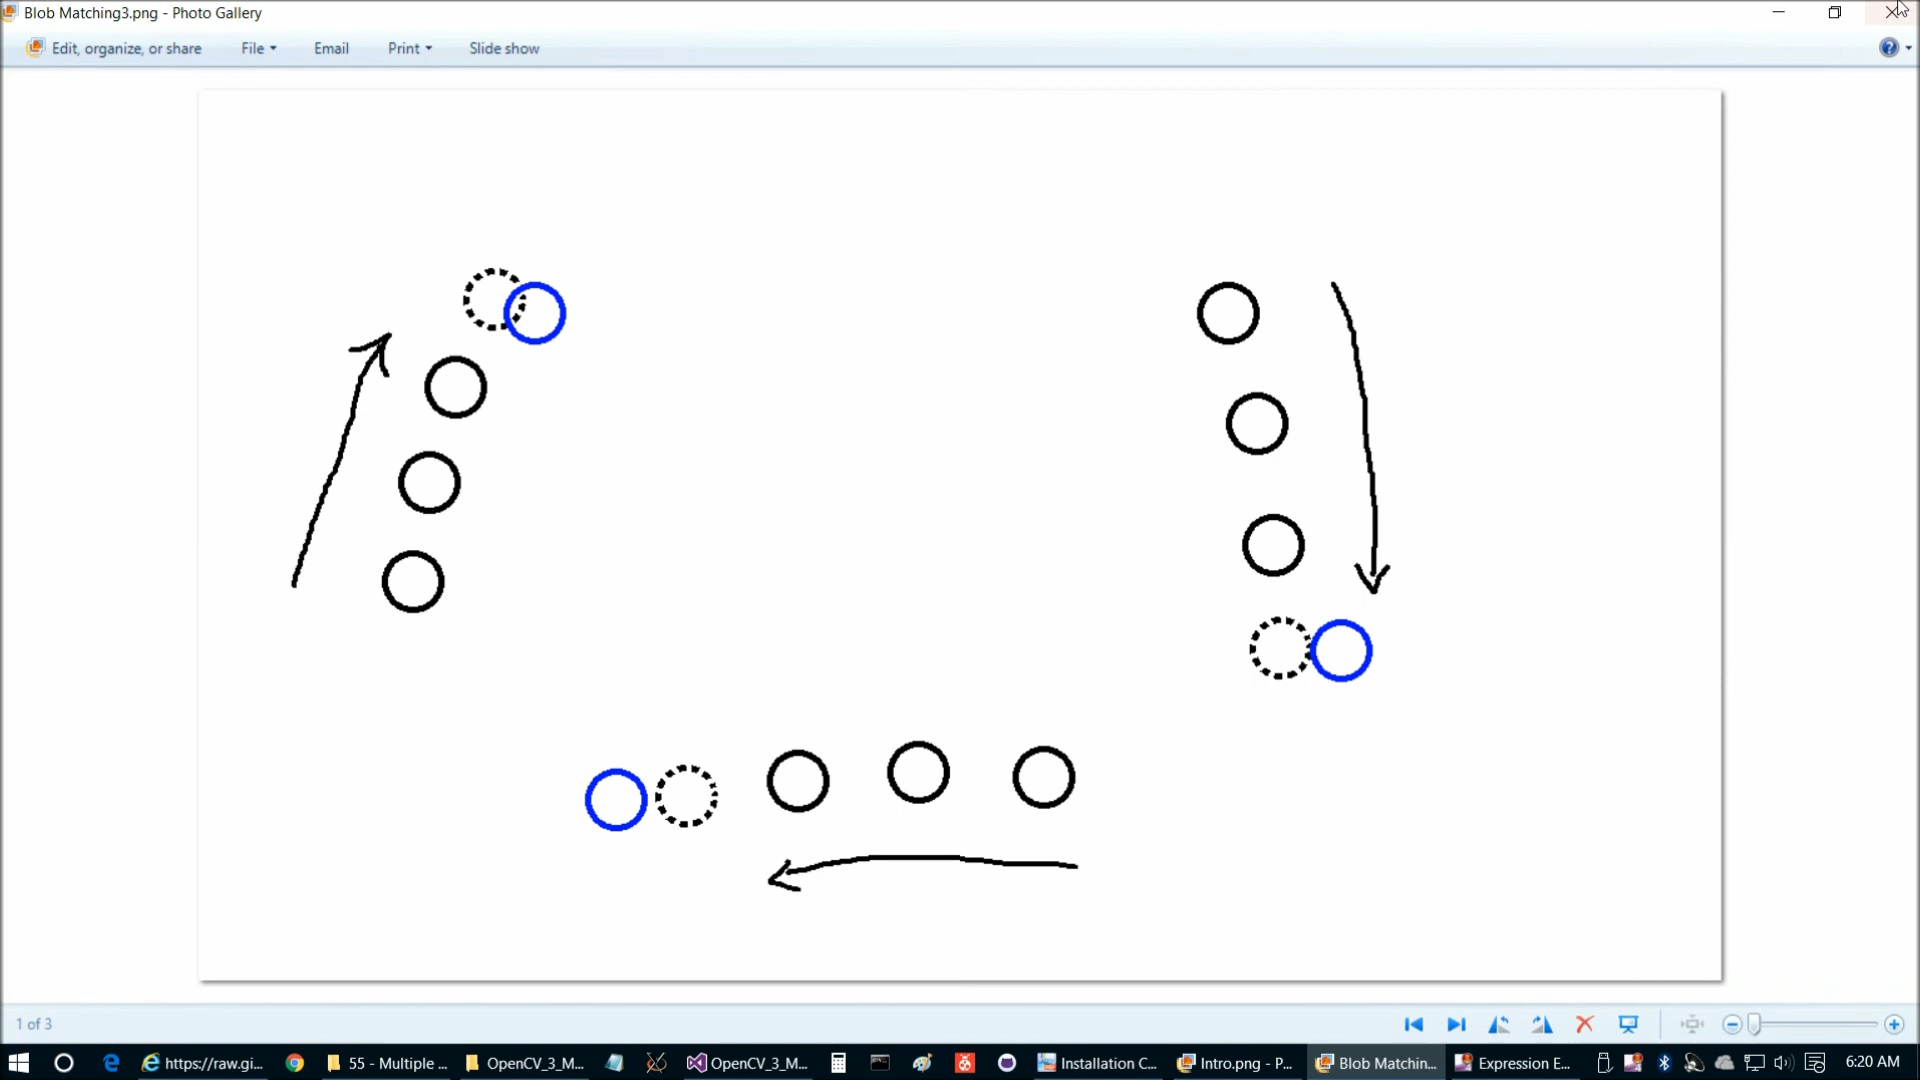 Blob Matching3.png - Photo Gallery
Edit, organize, or share File Email Print Slide show
1 of 3
https://raw.gi... 55 - Multiple ... OpenCV_3_M... OpenCV_3_M... Installation C... Intro.png - P... Blob Matchin... Expression E... 6:20 AM